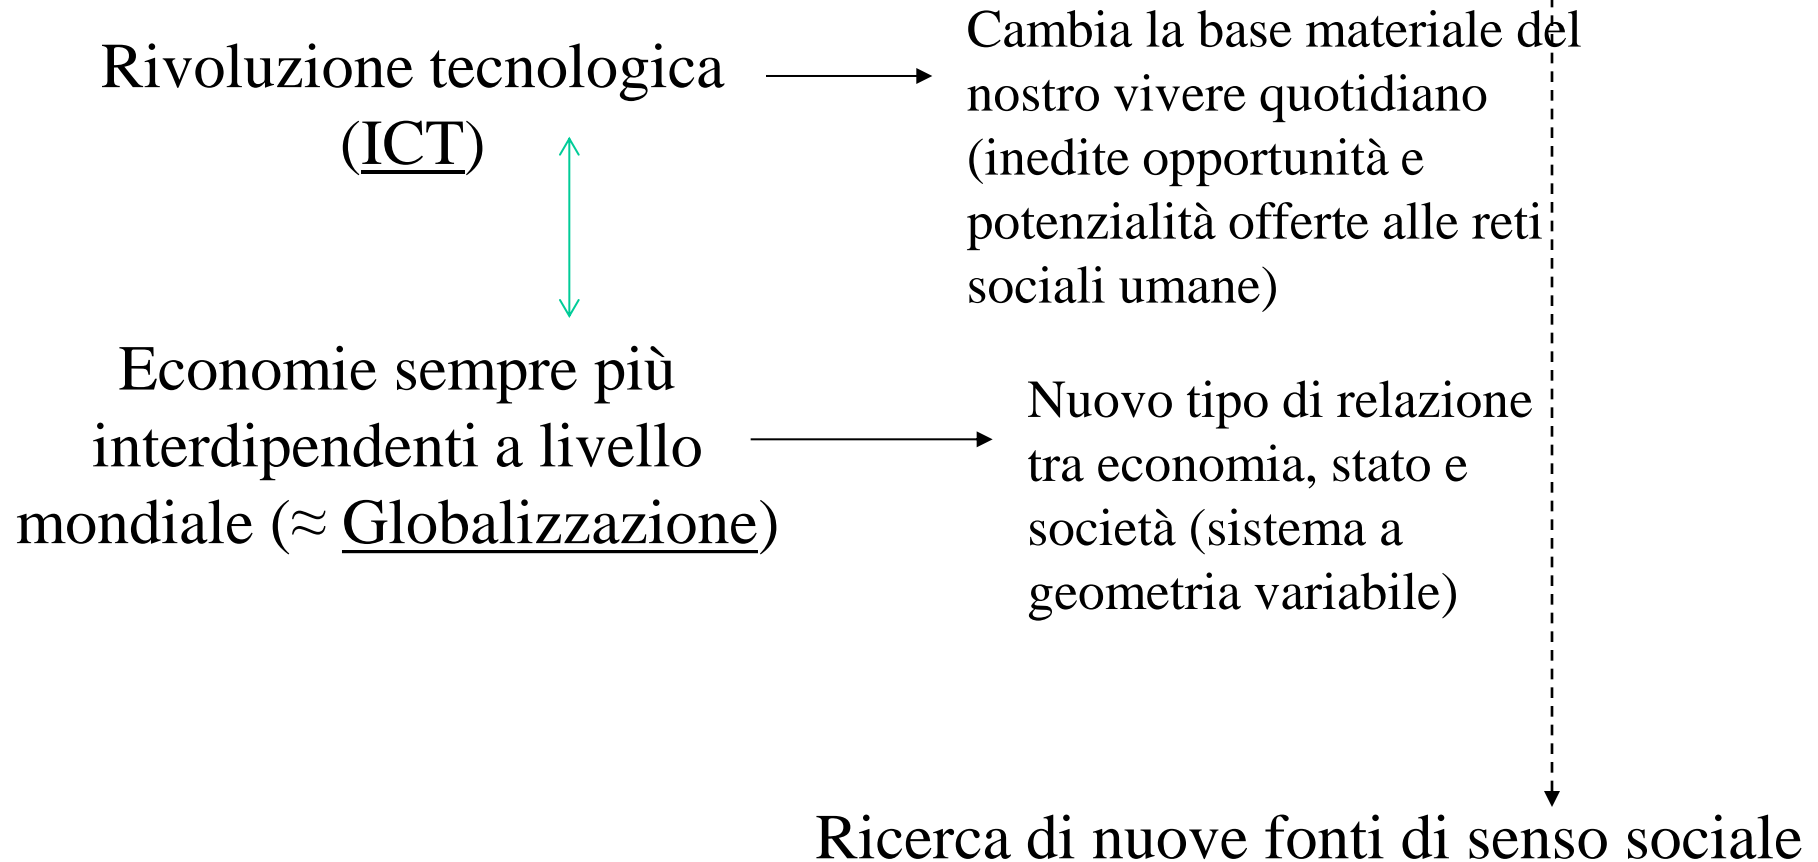 Rivoluzione tecnologica
(ICT)
Cambia la base materiale del
nostro vivere quotidiano
(inedite opportunità e
potenzialità offerte alle reti
sociali umane)
Economie sempre più
interdipendenti a livello
mondiale (≈ Globalizzazione)
Nuovo tipo di relazione
tra economia, stato e
società (sistema a
geometria variabile)
Ricerca di nuove fonti di senso sociale